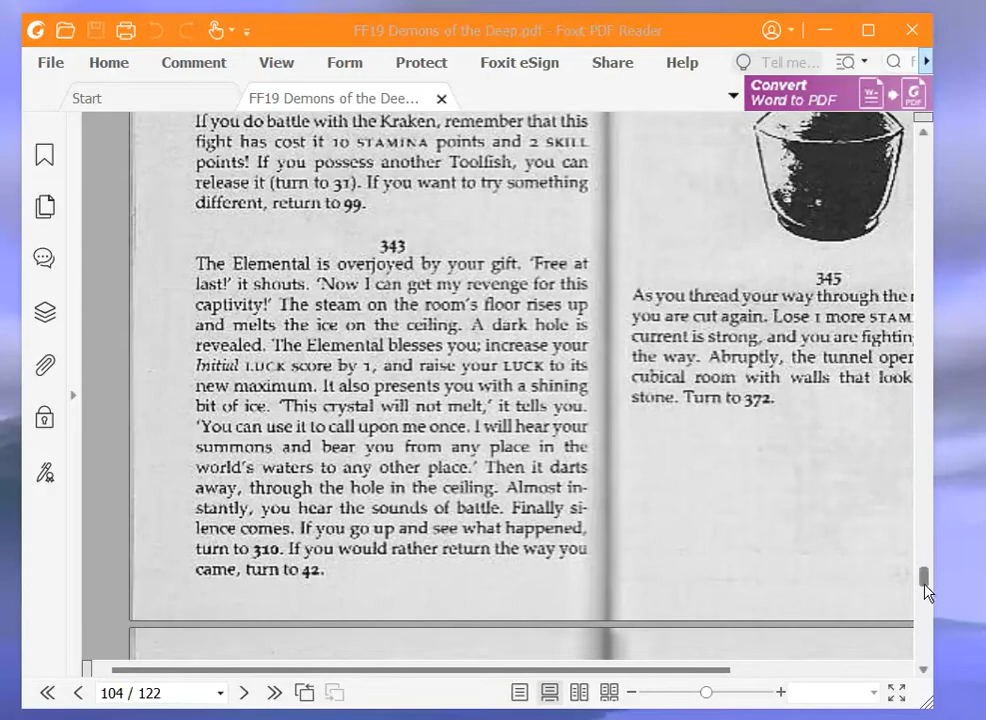 FF19 Demons of the Deep.pdf - Foxit PDF Reader
File Home Comment View Form Protect Foxit eSign Share Help Tell me... F
Start FF19 Demons of the Dee...
Convert
Word to PDF
If you do battle with the Kraken, remember that this
fight has cost it 10 STAMINA points and 2 SKILL
points! If you possess another Toolfish, you can
release it (turn to 31). If you want to try something
different, return to 99.
343
The Elemental is overjoyed by your gift. 'Free at
last!' it shouts. 'Now I can get my revenge for this
captivity!' The steam on the room's floor rises up
and melts the ice on the ceiling. A dark hole is
revealed. The Elemental blesses you; increase your
Initial LUCK score by 1, and raise your LUCK to its
new maximum. It also presents you with a shining
bit of ice. 'This crystal will not melt,' it tells you.
'You can use it to call upon me once. I will hear your
summons and bear you from any place in the
world's waters to any other place.' Then it darts
away, through the hole in the ceiling. Almost in-
stantly, you hear the sounds of battle. Finally si-
lence comes. If you go up and see what happened,
turn to 310. If you would rather return the way you
came, turn to 42.
345
As you thread your way through the
you are cut again. Lose 1 more STAM
current is strong, and you are fightin
the way. Abruptly, the tunnel oper
cubical room with walls that look
stone. Turn to 372.
104 / 122